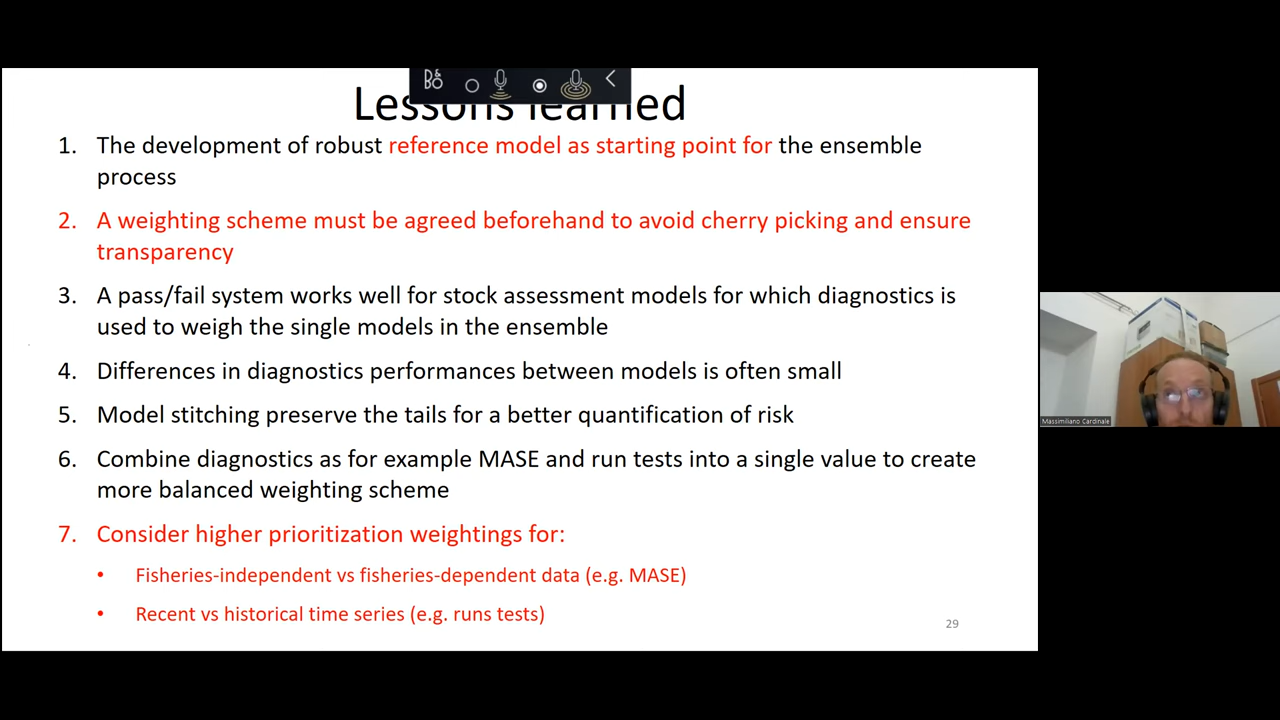 B&O
Lessons learned
1. The development of robust reference model as starting point for the ensemble
process
2. A weighting scheme must be agreed beforehand to avoid cherry picking and ensure
transparency
3. A pass/fail system works well for stock assessment models for which diagnostics is
used to weigh the single models in the ensemble
4. Differences in diagnostics performances between models is often small
5. Model stitching preserve the tails for a better quantification of risk
6. Combine diagnostics as for example MASE and run tests into a single value to create
more balanced weighting scheme
7. Consider higher prioritization weightings for:
• Fisheries-independent vs fisheries-dependent data (e.g. MASE)
• Recent vs historical time series (e.g. runs tests)
29
Massimiliano Cardinale